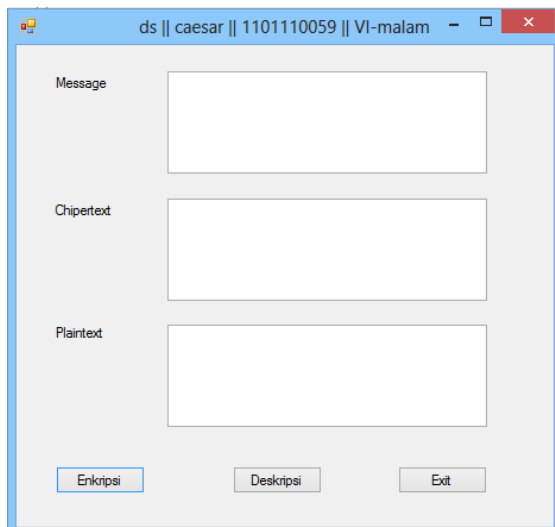 ds || caesar || 1101110059 || VI-malam
Message
Chipertext
Plaintext
Enkripsi Deskripsi Exit